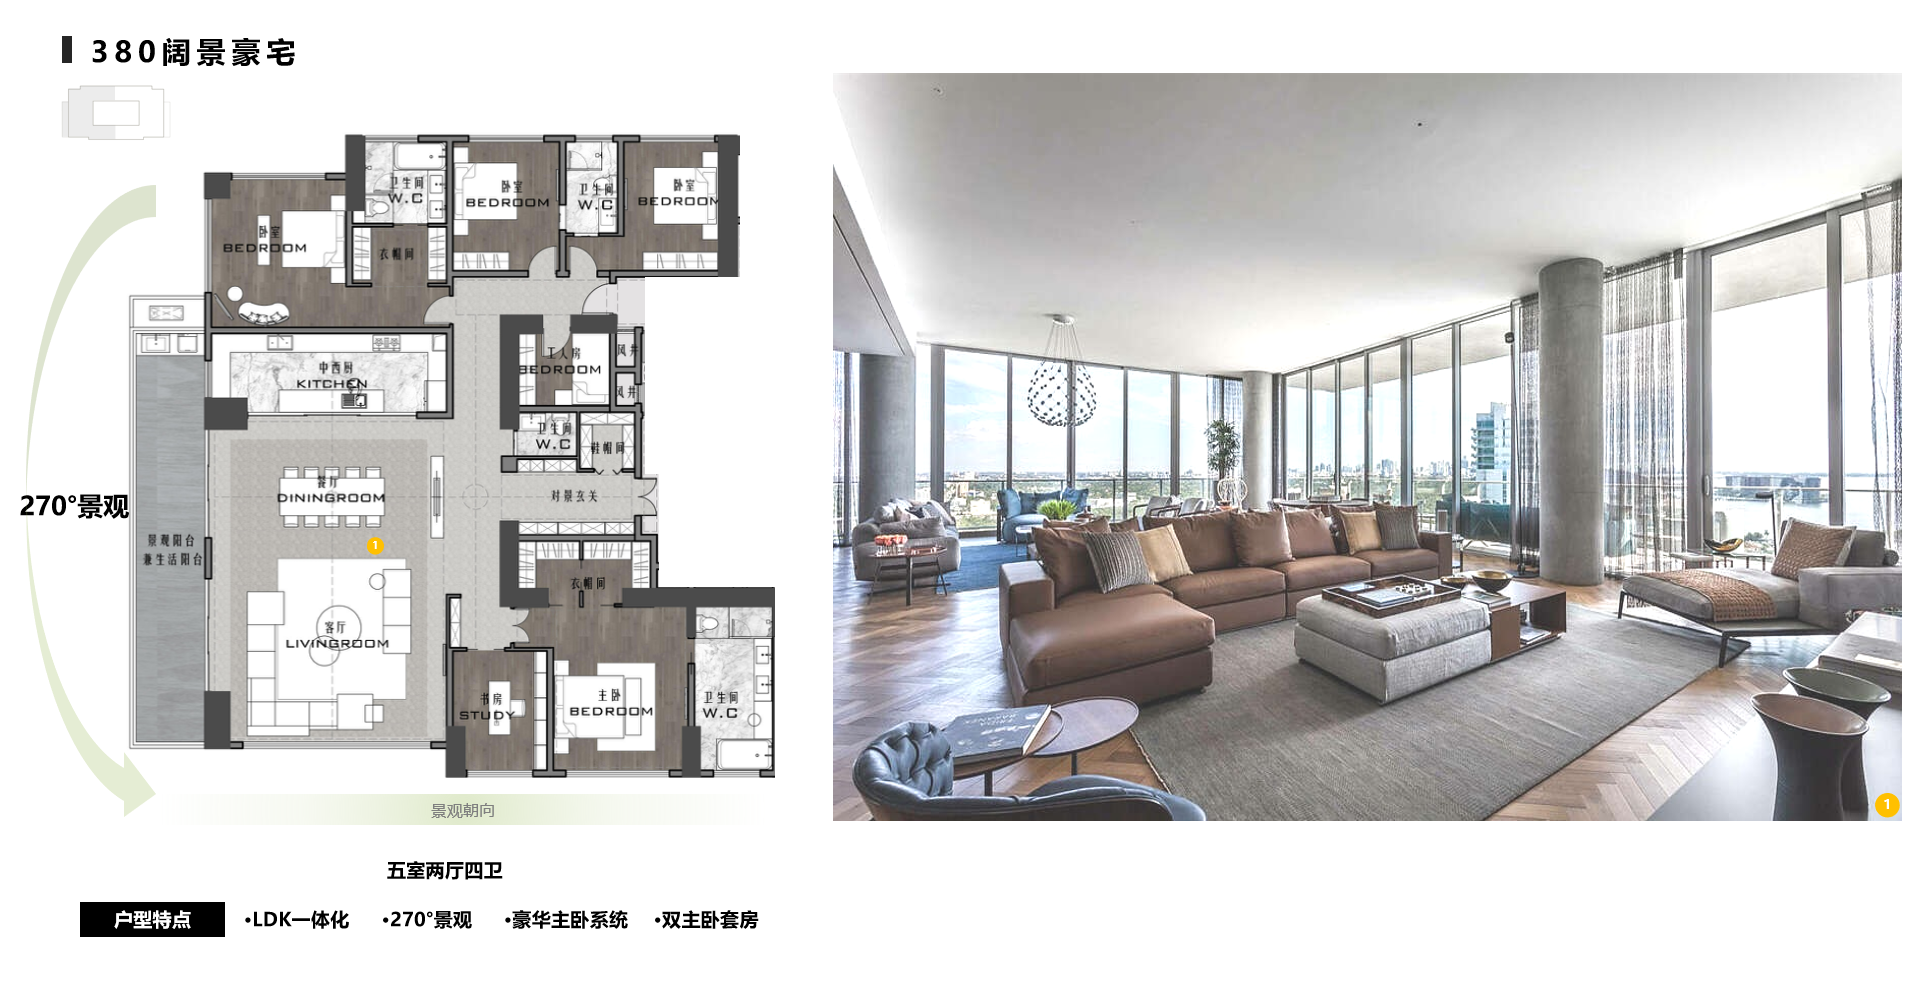 380阔景豪宅
卫生间
W.C
卧室
BEDROOM
卫生间
W.C
卧室
BEDROOM
卧室
BEDROOM
衣帽间
工人房
BEDROOM
风井
风井
中西厨
KITCHEN
卫生间
W.C
鞋帽间
餐厅
DININGROOM
对景玄关
270°景观
景观阳台
兼生活阳台
1
衣帽间
客厅
LIVINGROOM
书房
STUDY
主卧
BEDROOM
卫生间
W.C
景观朝向
1
五室两厅四卫
户型特点
•LDK一体化
•270°景观
•豪华主卧系统
•双主卧套房